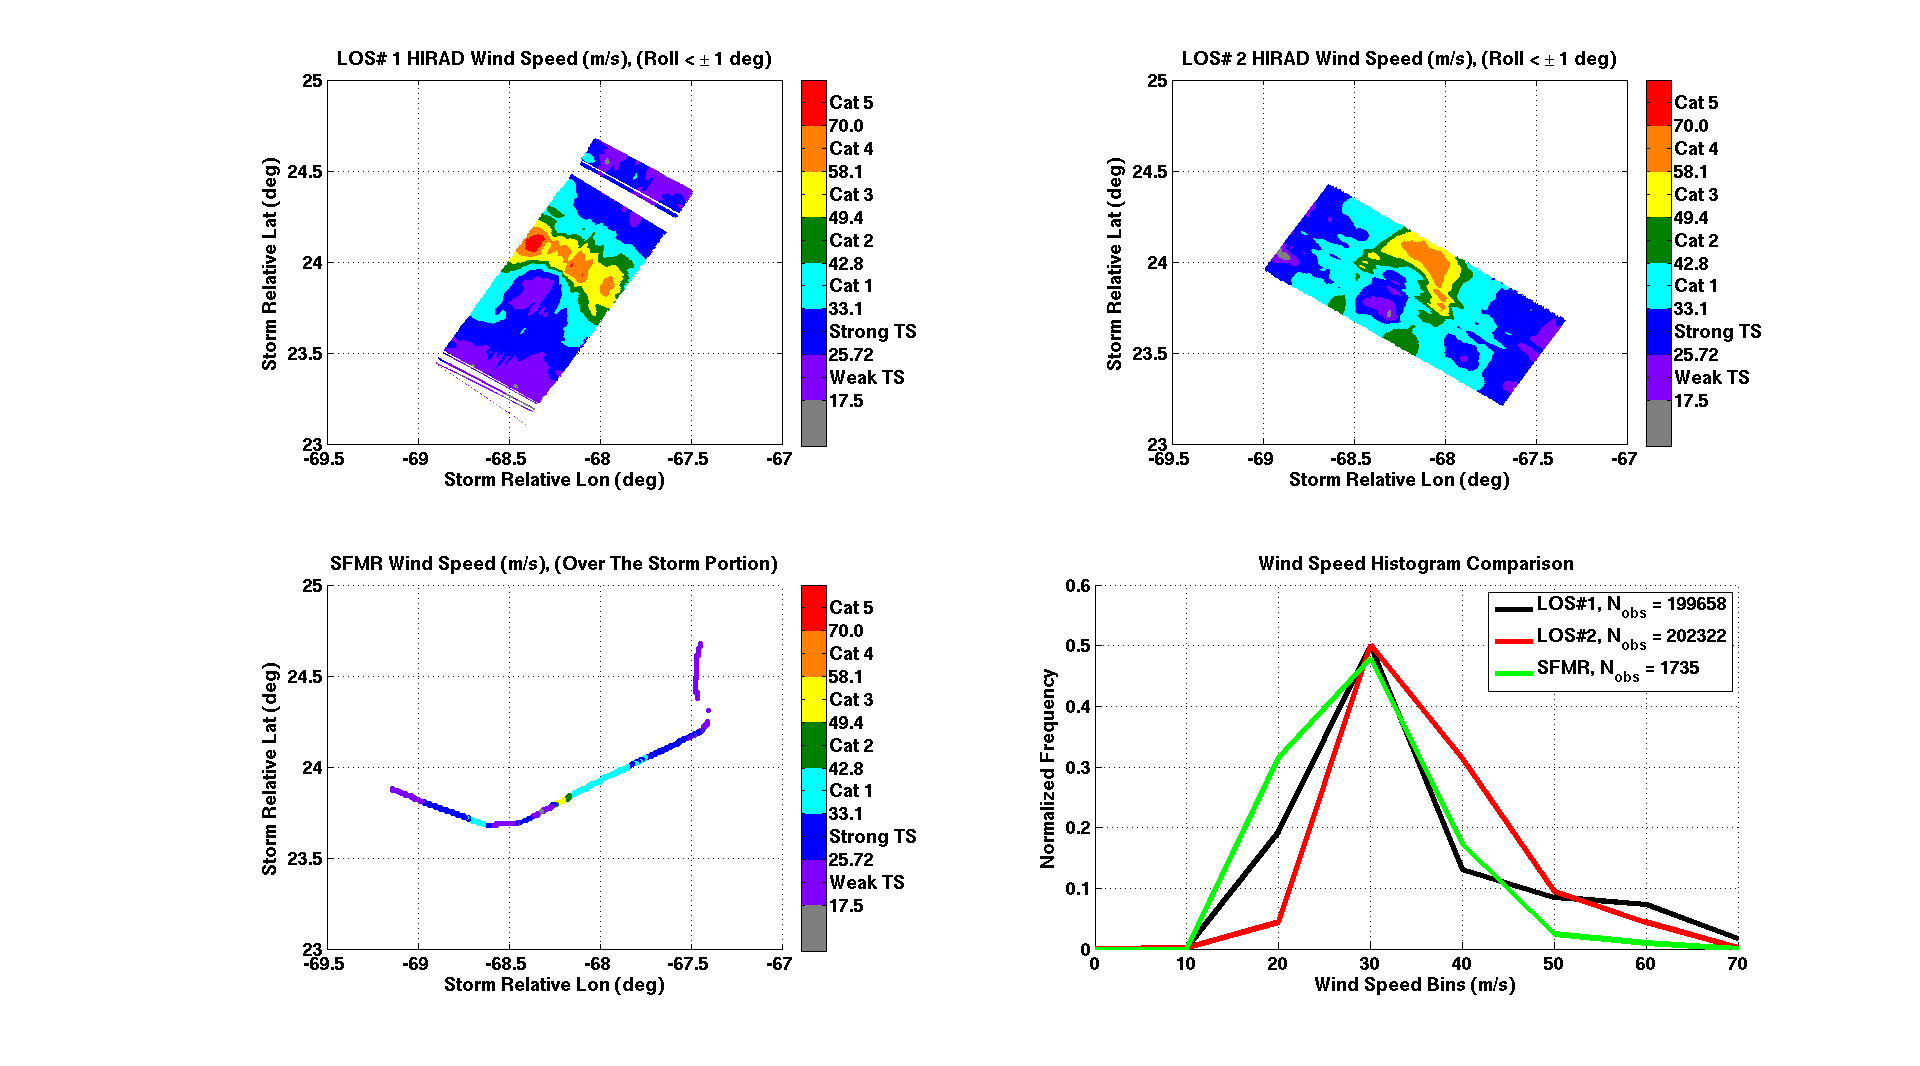 LOS# 1 HIRAD Wind Speed (m/s), (Roll < ± 1 deg)
25
24.5
24
23.5
23
-69.5 -69 -68.5 -68 -67.5 -67
Storm Relative Lat (deg)
Storm Relative Lon (deg)
Cat 5
70.0
Cat 4
58.1
Cat 3
49.4
Cat 2
42.8
Cat 1
33.1
Strong TS
25.72
Weak TS
17.5
LOS# 2 HIRAD Wind Speed (m/s), (Roll < ± 1 deg)
25
24.5
24
23.5
23
-69.5 -69 -68.5 -68 -67.5 -67
Storm Relative Lat (deg)
Storm Relative Lon (deg)
Cat 5
70.0
Cat 4
58.1
Cat 3
49.4
Cat 2
42.8
Cat 1
33.1
Strong TS
25.72
Weak TS
17.5
SFMR Wind Speed (m/s), (Over The Storm Portion)
25
24.5
24
23.5
23
-69.5 -69 -68.5 -68 -67.5 -67
Storm Relative Lat (deg)
Storm Relative Lon (deg)
Cat 5
70.0
Cat 4
58.1
Cat 3
49.4
Cat 2
42.8
Cat 1
33.1
Strong TS
25.72
Weak TS
17.5
Wind Speed Histogram Comparison
0.6
0.5
0.4
0.3
0.2
0.1
0
0 10 20 30 40 50 60 70
Normalized Frequency
Wind Speed Bins (m/s)
LOS#1, Nobs = 199658
LOS#2, Nobs = 202322
SFMR, Nobs = 1735